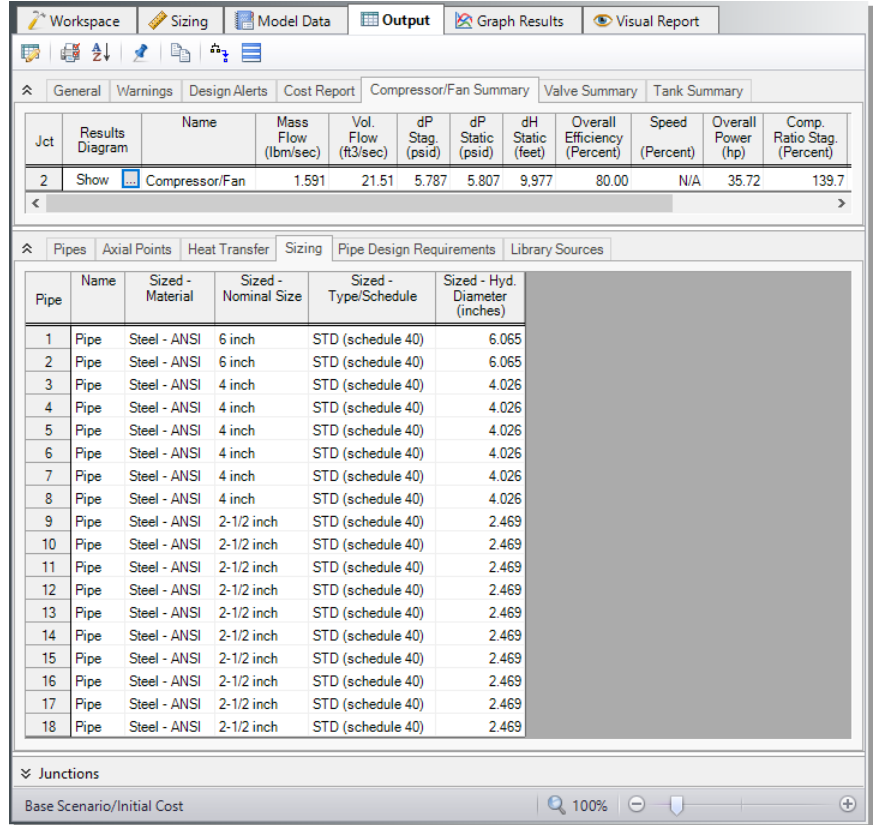 Workspace Sizing Model Data Output Graph Results Visual Report
General Warnings Design Alerts Cost Report Compressor/Fan Summary Valve Summary Tank Summary
Jct Results Diagram Name Mass Flow (lbm/sec) Vol. Flow (ft3/sec) dP Stag. (psid) dP Static (psid) dH Static (feet) Overall Efficiency (Percent) Speed (Percent) Overall Power (hp) Comp. Ratio Stag. (Percent)
2 Show ... Compressor/Fan 1.591 21.51 5.787 5.807 9,977 80.00 N/A 35.72 139.7
Pipes Axial Points Heat Transfer Sizing Pipe Design Requirements Library Sources
Pipe Name Sized - Material Sized - Nominal Size Sized - Type/Schedule Sized - Hyd. Diameter (inches)
1 Pipe Steel - ANSI 6 inch STD (schedule 40) 6.065
2 Pipe Steel - ANSI 6 inch STD (schedule 40) 6.065
3 Pipe Steel - ANSI 4 inch STD (schedule 40) 4.026
4 Pipe Steel - ANSI 4 inch STD (schedule 40) 4.026
5 Pipe Steel - ANSI 4 inch STD (schedule 40) 4.026
6 Pipe Steel - ANSI 4 inch STD (schedule 40) 4.026
7 Pipe Steel - ANSI 4 inch STD (schedule 40) 4.026
8 Pipe Steel - ANSI 4 inch STD (schedule 40) 4.026
9 Pipe Steel - ANSI 2-1/2 inch STD (schedule 40) 2.469
10 Pipe Steel - ANSI 2-1/2 inch STD (schedule 40) 2.469
11 Pipe Steel - ANSI 2-1/2 inch STD (schedule 40) 2.469
12 Pipe Steel - ANSI 2-1/2 inch STD (schedule 40) 2.469
13 Pipe Steel - ANSI 2-1/2 inch STD (schedule 40) 2.469
14 Pipe Steel - ANSI 2-1/2 inch STD (schedule 40) 2.469
15 Pipe Steel - ANSI 2-1/2 inch STD (schedule 40) 2.469
16 Pipe Steel - ANSI 2-1/2 inch STD (schedule 40) 2.469
17 Pipe Steel - ANSI 2-1/2 inch STD (schedule 40) 2.469
18 Pipe Steel - ANSI 2-1/2 inch STD (schedule 40) 2.469
Junctions
Base Scenario/Initial Cost 100%